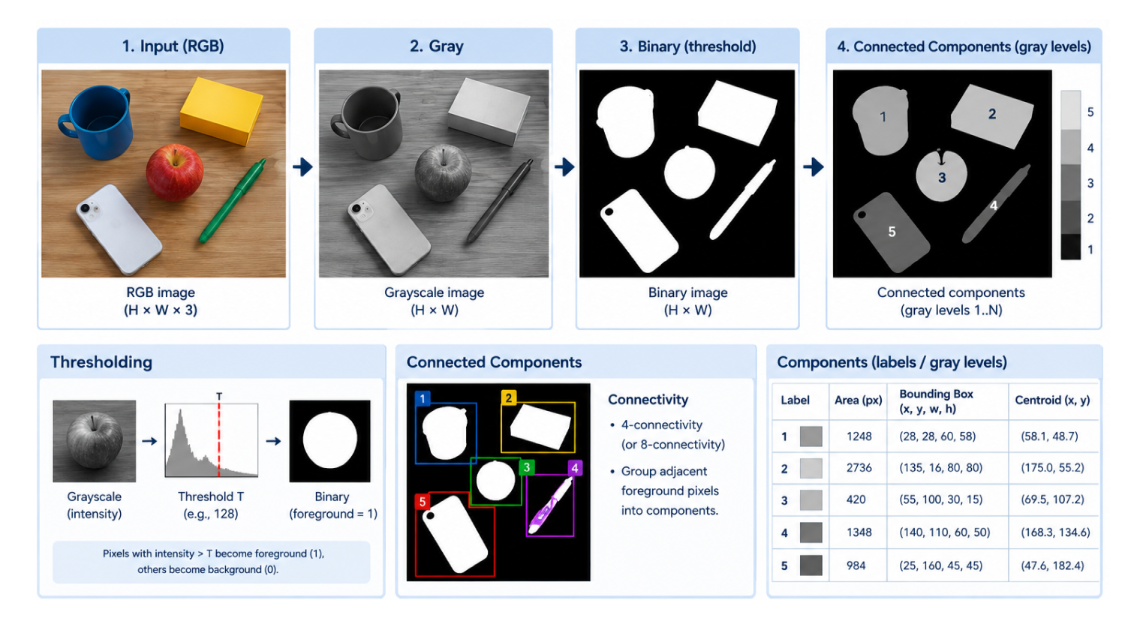 1. Input (RGB)
2. Gray
3. Binary (threshold)
4. Connected Components (gray levels)
1
2
3
4
5
5
4
3
2
1
RGB image
(H × W × 3)
Grayscale image
(H × W)
Binary image
(H × W)
Connected components
(gray levels 1..N)
Thresholding
T
Grayscale
(intensity)
Threshold T
(e.g., 128)
Binary
(foreground = 1)
Pixels with intensity > T become foreground (1),
others become background (0).
Connected Components
1
2
3
4
5
Connectivity
• 4-connectivity
(or 8-connectivity)
• Group adjacent
foreground pixels
into components.
Components (labels / gray levels)
Label Area (px) Bounding Box (x, y, w, h) Centroid (x, y)
1 1248 (28, 28, 60, 58) (58.1, 48.7)
2 2736 (135, 16, 80, 80) (175.0, 55.2)
3 420 (55, 100, 30, 15) (69.5, 107.2)
4 1348 (140, 110, 60, 50) (168.3, 134.6)
5 984 (25, 160, 45, 45) (47.6, 182.4)